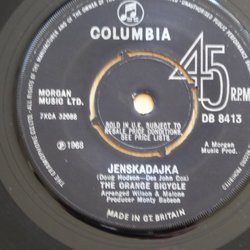 COLUMBIA
45 R.P.M.
MORGAN
MUSIC LTD.
7XCA 32088
SOLD IN U.K. SUBJECT TO
RESALE PRICE CONDITIONS,
SEE PRICE LISTS
DB 8413
A Morgan
Music Prod.
℗1968
JENSKADAJKA
(Doug Hodson-Des John Cox)
THE ORANGE BICYCLE
Arranged Wilson & Malone
Producer Monty Babson
MADE IN GT. BRITAIN